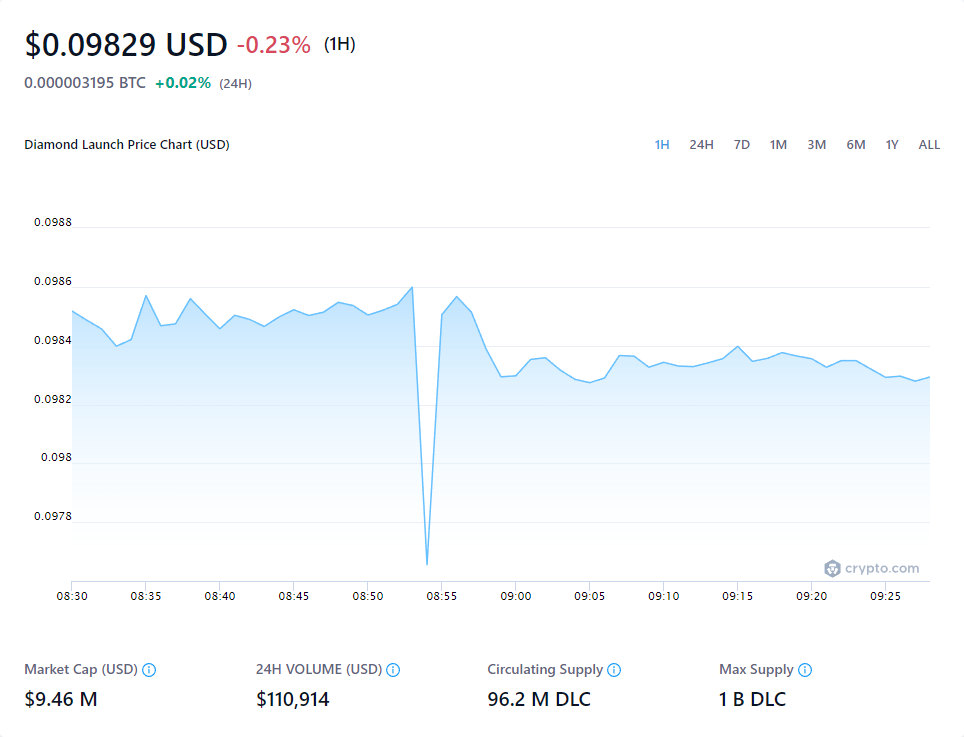 $0.09829 USD -0.23% (1H)
0.000003195 BTC +0.02% (24H)
Diamond Launch Price Chart (USD) 1H 24H 7D 1M 3M 6M 1Y ALL
0.0988
0.0986
0.0984
0.0982
0.098
0.0978
crypto.com
08:30 08:35 08:40 08:45 08:50 08:55 09:00 09:05 09:10 09:15 09:20 09:25
Market Cap (USD) 24H VOLUME (USD) Circulating Supply Max Supply
$9.46 M $110,914 96.2 M DLC 1 B DLC